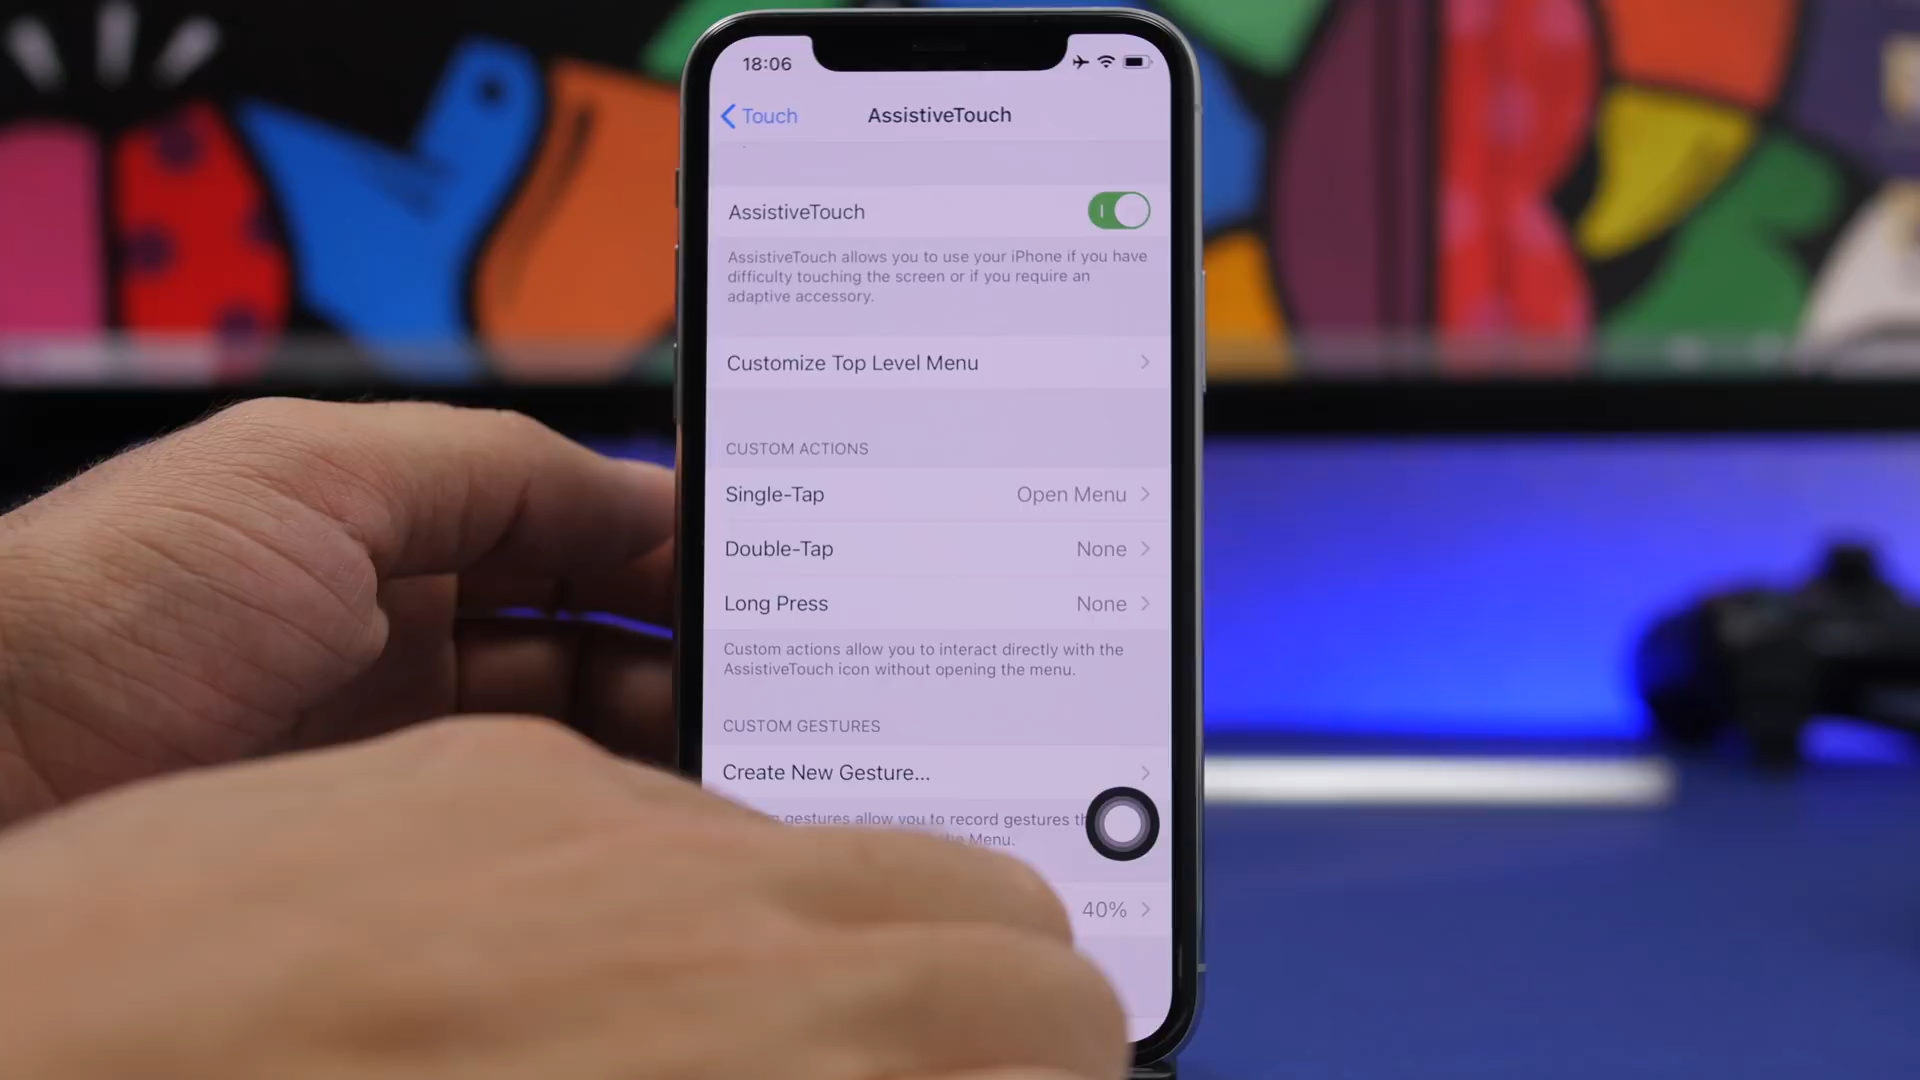 18:06
Touch
AssistiveTouch
AssistiveTouch
AssistiveTouch allows you to use your iPhone if you have
difficulty touching the screen or if you require an
adaptive accessory.
Customize Top Level Menu
CUSTOM ACTIONS
Single-Tap Open Menu
Double-Tap None
Long Press None
Custom actions allow you to interact directly with the
AssistiveTouch icon without opening the menu.
CUSTOM GESTURES
Create New Gesture...
gestures allow you to record gestures
Menu.
40%